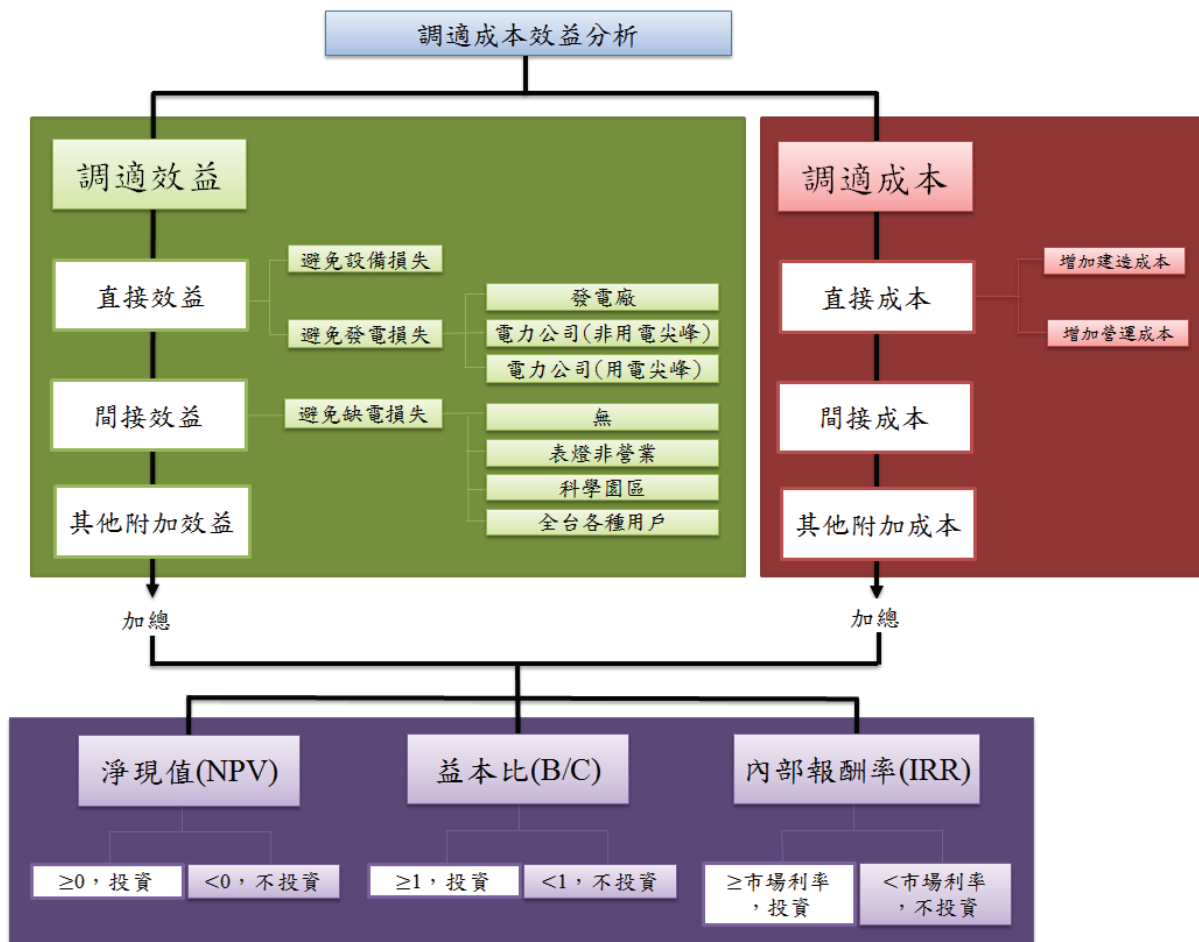 調適成本效益分析
調適效益
直接效益
避免設備損失
避免發電損失
發電廠
電力公司(非用電尖峰)
電力公司(用電尖峰)
間接效益
避免缺電損失
無
表燈非營業
科學園區
全台各種用戶
其他附加效益
加總
調適成本
直接成本
增加建造成本
增加營運成本
間接成本
其他附加成本
加總
淨現值(NPV)
≥0，投資
<0，不投資
益本比(B/C)
≥1，投資
<1，不投資
內部報酬率(IRR)
≥市場利率
，投資
<市場利率
，不投資